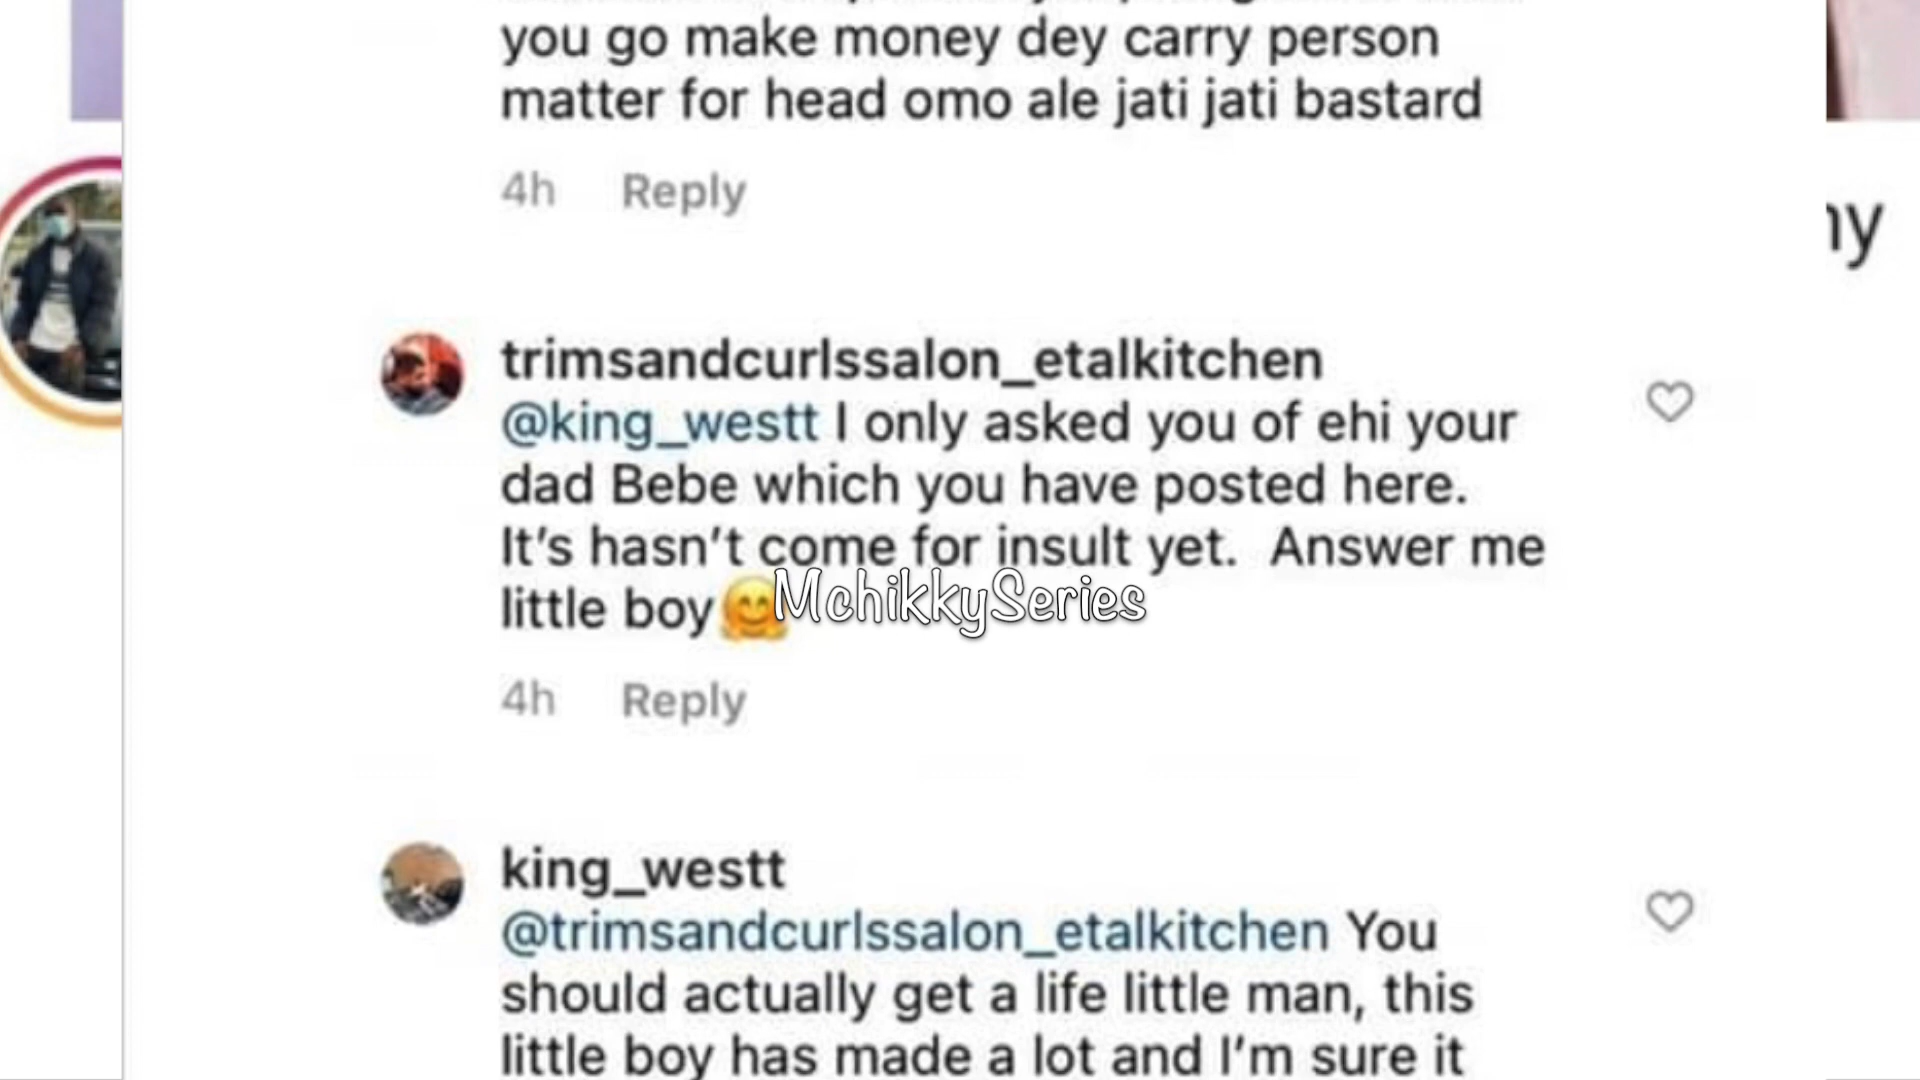 you go make money dey carry person
matter for head omo ale jati jati bastard
4h Reply
trimsandcurlssalon_etalkitchen
@king_westt I only asked you of ehi your
dad Bebe which you have posted here.
It's hasn't come for insult yet. Answer me
little boy🤗
MchikkySeries
4h Reply
king_westt
@trimsandcurlssalon_etalkitchen You
should actually get a life little man, this
little boy has made a lot and I'm sure it